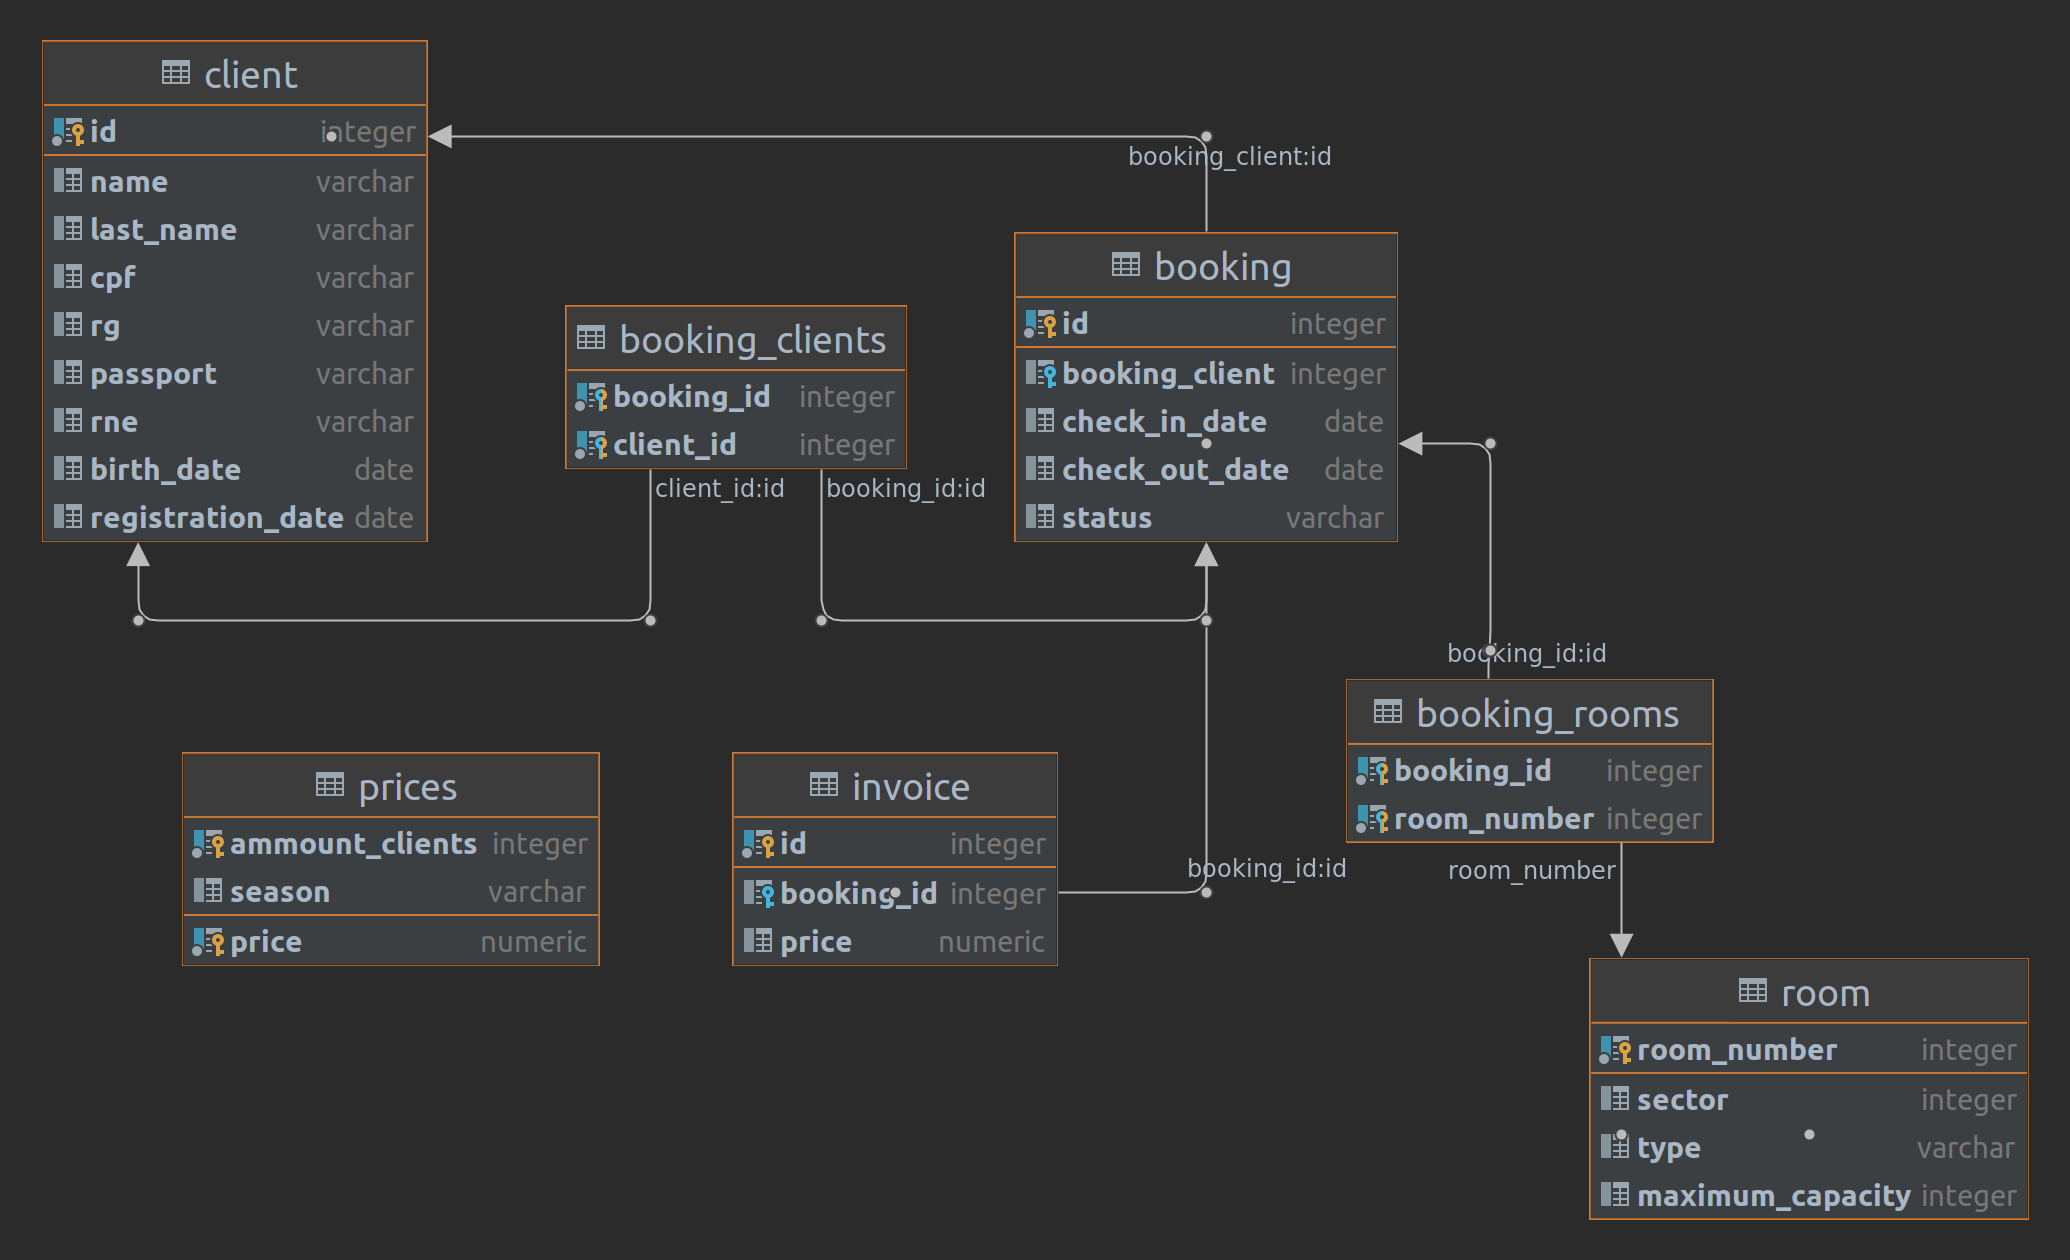 client
id integer
name varchar
last_name varchar
cpf varchar
rg varchar
passport varchar
rne varchar
birth_date date
registration_date date
booking_client:id
booking
id integer
booking_client integer
check_in_date date
check_out_date date
status varchar
booking_clients
booking_id integer
client_id integer
client_id:id
booking_id:id
booking_id:id
booking_rooms
booking_id integer
room_number integer
room_number
prices
ammount_clients integer
season varchar
price numeric
invoice
id integer
booking_id integer
price numeric
booking_id:id
room
room_number integer
sector integer
type varchar
maximum_capacity integer